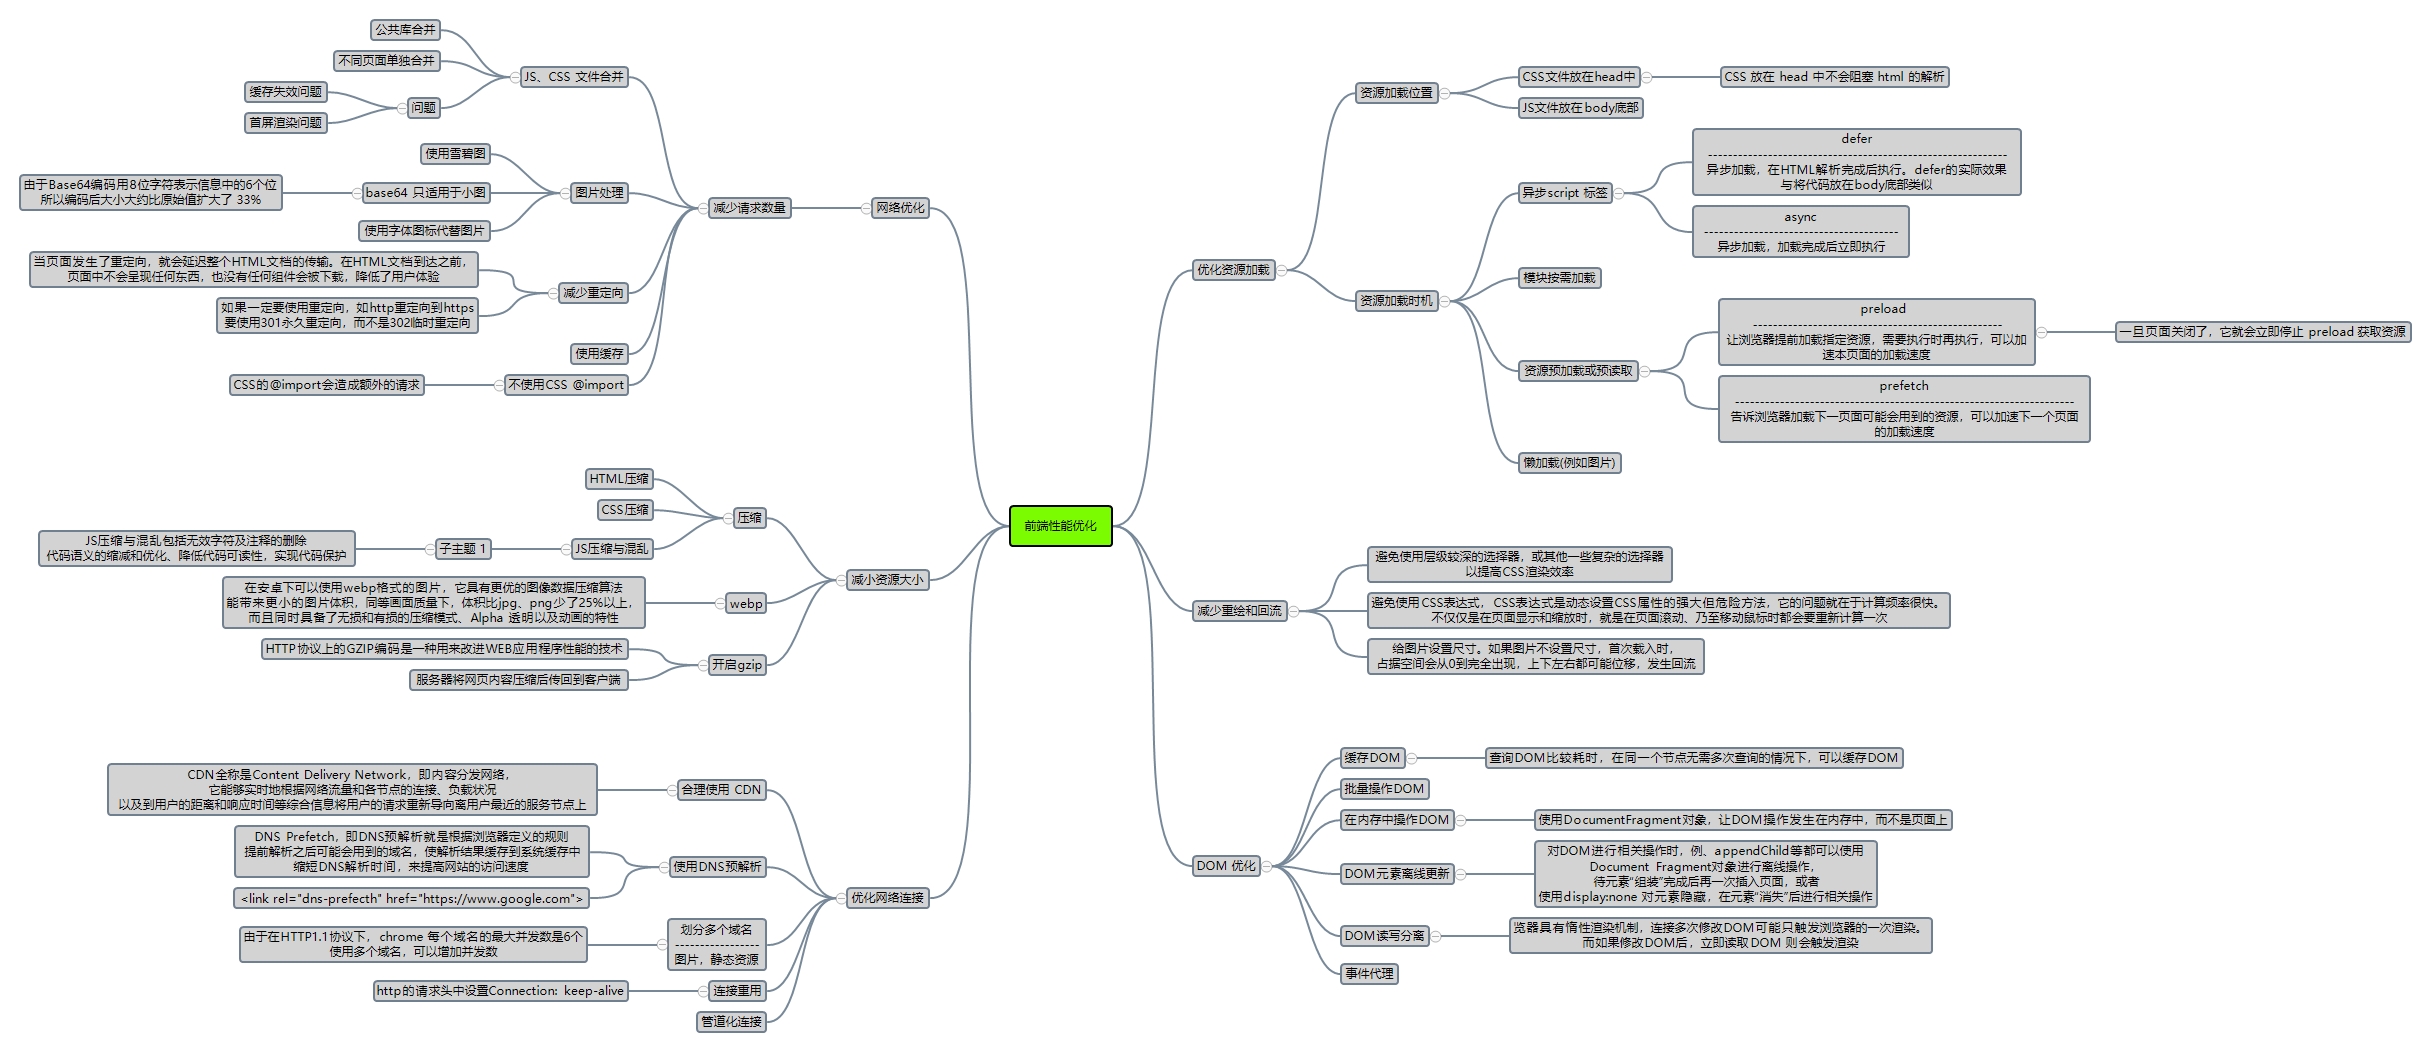 前端性能优化
网络优化
减少请求数量
JS、CSS 文件合并
公共库合并
不同页面单独合并
问题
缓存失效问题
首屏渲染问题
图片处理
使用雪碧图
base64 只适用于小图
由于Base64编码用8位字符表示信息中的6个位
所以编码后大小大约比原始值扩大了 33%
使用字体图标代替图片
减少重定向
当页面发生了重定向，就会延迟整个HTML文档的传输。在HTML文档到达之前，
页面中不会呈现任何东西，也没有任何组件会被下载，降低了用户体验
如果一定要使用重定向，如http重定向到https
要使用301永久重定向，而不是302临时重定向
使用缓存
不使用CSS @import
CSS的@import会造成额外的请求
减小资源大小
压缩
HTML压缩
CSS压缩
JS压缩与混乱
子主题 1
JS压缩与混乱包括无效字符及注释的删除
代码语义的缩减和优化、降低代码可读性，实现代码保护
webp
在安卓下可以使用webp格式的图片，它具有更优的图像数据压缩算法
能带来更小的图片体积，同等画面质量下，体积比jpg、png少了25%以上，
而且同时具备了无损和有损的压缩模式、Alpha 透明以及动画的特性
开启gzip
HTTP协议上的GZIP编码是一种用来改进WEB应用程序性能的技术
服务器将网页内容压缩后传回到客户端
优化网络连接
合理使用 CDN
CDN全称是Content Delivery Network，即内容分发网络，
它能够实时地根据网络流量和各节点的连接、负载状况
以及到用户的距离和响应时间等综合信息将用户的请求重新导向离用户最近的服务节点上
使用DNS预解析
DNS Prefetch，即DNS预解析就是根据浏览器定义的规则
提前解析之后可能会用到的域名，使解析结果缓存到系统缓存中
缩短DNS解析时间，来提高网站的访问速度
<link rel="dns-prefecth" href="https://www.google.com">
划分多个域名
-----------------
图片，静态资源
由于在HTTP1.1协议下，chrome 每个域名的最大并发数是6个
使用多个域名，可以增加并发数
连接重用
http的请求头中设置Connection: keep-alive
管道化连接
优化资源加载
资源加载位置
CSS文件放在head中
CSS 放在 head 中不会阻塞 html 的解析
JS文件放在body底部
资源加载时机
异步script 标签
defer
------------------------------------------------------------
异步加载，在HTML解析完成后执行。defer的实际效果
与将代码放在body底部类似
async
---------------------------------------
异步加载，加载完成后立即执行
模块按需加载
资源预加载或预读取
preload
--------------------------------------------------
让浏览器提前加载指定资源，需要执行时再执行，可以加
速本页面的加载速度
一旦页面关闭了，它就会立即停止 preload 获取资源
prefetch
--------------------------------------------------------------------
告诉浏览器加载下一页面可能会用到的资源，可以加速下一个页面
的加载速度
懒加载(例如图片)
减少重绘和回流
避免使用层级较深的选择器，或其他一些复杂的选择器
以提高CSS渲染效率
避免使用CSS表达式，CSS表达式是动态设置CSS属性的强大但危险方法，它的问题就在于计算频率很快。
不仅仅是在页面显示和缩放时，就是在页面滚动、乃至移动鼠标时都会要重新计算一次
给图片设置尺寸。如果图片不设置尺寸，首次载入时，
占据空间会从0到完全出现，上下左右都可能位移，发生回流
DOM 优化
缓存DOM
查询DOM比较耗时，在同一个节点无需多次查询的情况下，可以缓存DOM
批量操作DOM
在内存中操作DOM
使用DocumentFragment对象，让DOM操作发生在内存中，而不是页面上
DOM元素离线更新
对DOM进行相关操作时，例、appendChild等都可以使用
Document Fragment对象进行离线操作，
待元素“组装”完成后再一次插入页面，或者
使用display:none 对元素隐藏，在元素“消失”后进行相关操作
DOM读写分离
览器具有惰性渲染机制，连接多次修改DOM可能只触发浏览器的一次渲染。
而如果修改DOM后，立即读取DOM 则会触发渲染
事件代理